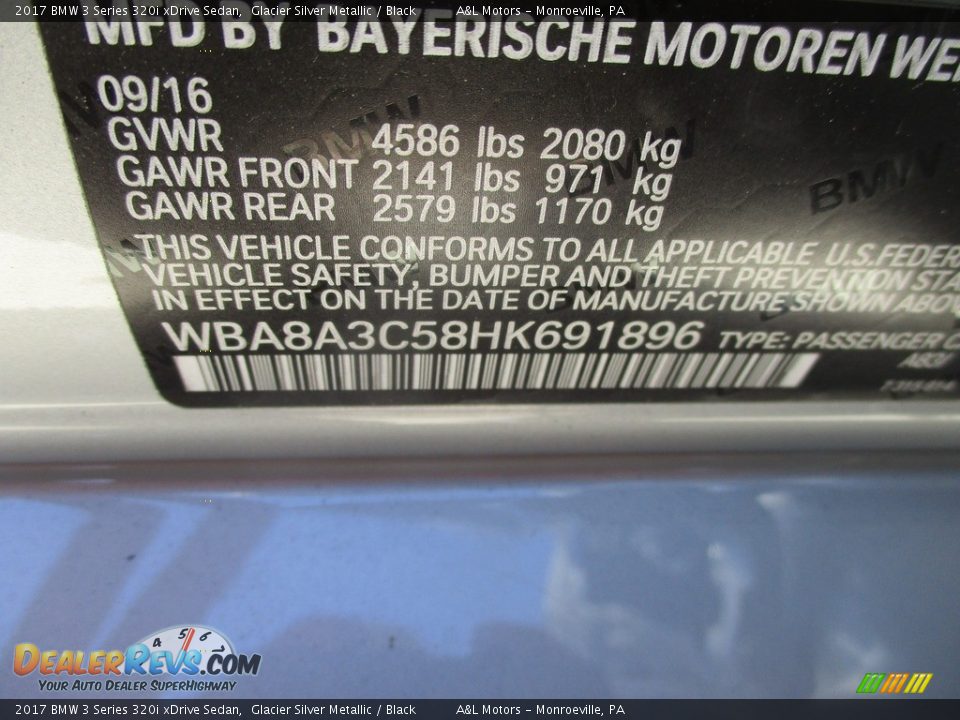 2017 BMW 3 Series 320i xDrive Sedan,  Glacier Silver Metallic / Black          A&L Motors - Monroeville, PA
MFD BY BAYERISCHE MOTOREN WE
09/16
GVWR 4586 lbs 2080 kg
GAWR FRONT 2141 lbs 971 kg
GAWR REAR 2579 lbs 1170 kg
THIS VEHICLE CONFORMS TO ALL APPLICABLE U.S.FEDER
VEHICLE SAFETY, BUMPER AND THEFT PREVENTION STA
IN EFFECT ON THE DATE OF MANUFACTURE SHOWN ABOV
WBA8A3C58HK691896 TYPE: PASSENGER C
4 5 6
DEALERREVS.COM
YOUR AUTO DEALER SUPERHIGHWAY
2017 BMW 3 Series 320i xDrive Sedan,  Glacier Silver Metallic / Black          A&L Motors - Monroeville, PA